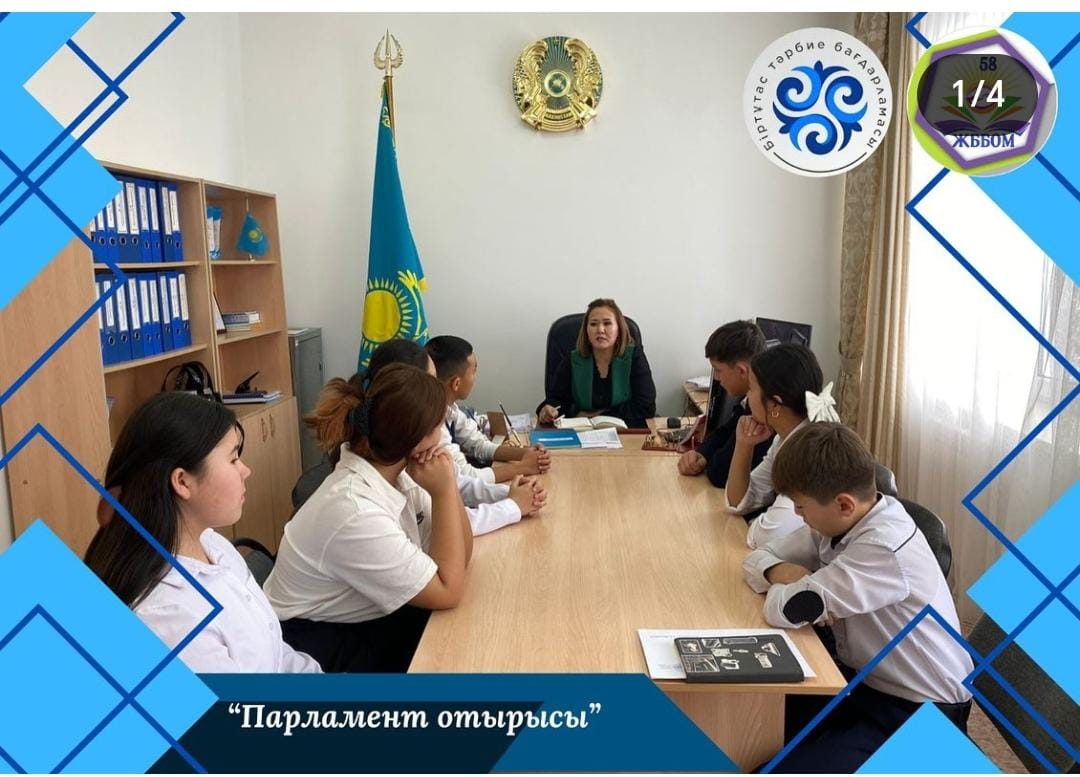 Біртұтас тәрбие бағдарламасы
58
1/4
ЖББОМ
“Парламент отырысы”